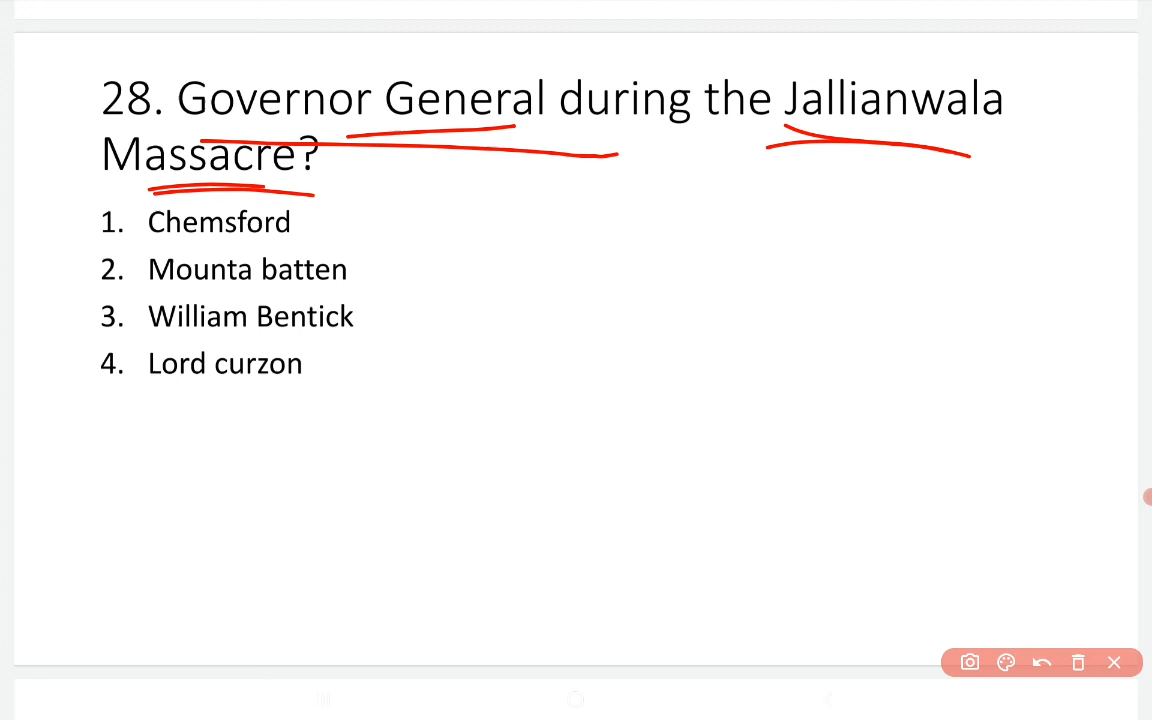 28. Governor General during the Jallianwala
Massacre?
1. Chemsford
2. Mounta batten
3. William Bentick
4. Lord curzon